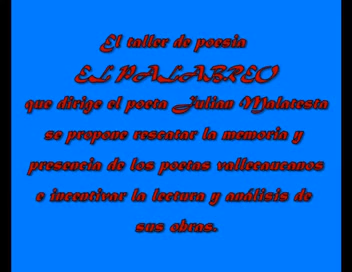 El taller de poesia
EL PALABREO
que dirige el poeta Julian Malatesta
se propone rescatar la memoria y
presencia de los poetas vallecaucanos
e incentivar la lectura y análisis de
sus obras.